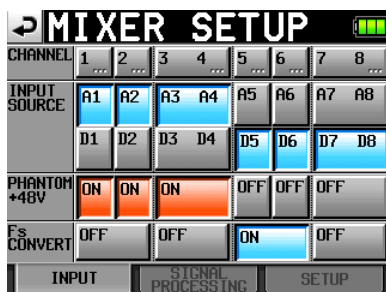 MIXER SETUP
CHANNEL 1... 2... 3 4... 5... 6... 7 8...
INPUT SOURCE A1 A2 A3 A4 A5 A6 A7 A8
D1 D2 D3 D4 D5 D6 D7 D8
PHANTOM +48V ON ON ON OFF OFF OFF
Fs CONVERT OFF OFF ON OFF
INPUT SIGNAL PROCESSING SETUP